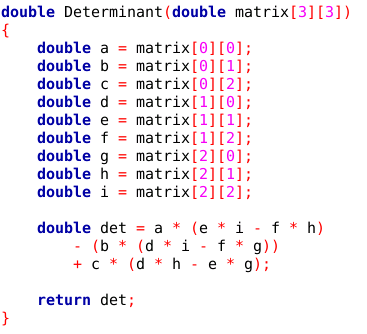 double Determinant(double matrix[3][3])
{
    double a = matrix[0][0];
    double b = matrix[0][1];
    double c = matrix[0][2];
    double d = matrix[1][0];
    double e = matrix[1][1];
    double f = matrix[1][2];
    double g = matrix[2][0];
    double h = matrix[2][1];
    double i = matrix[2][2];

    double det = a * (e * i - f * h)
        - (b * (d * i - f * g))
        + c * (d * h - e * g);

    return det;
}